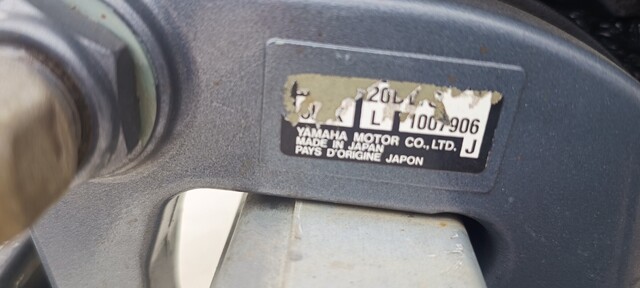 L 1007906
YAMAHA MOTOR CO., LTD.
MADE IN JAPAN J
PAYS D'ORIGINE JAPON